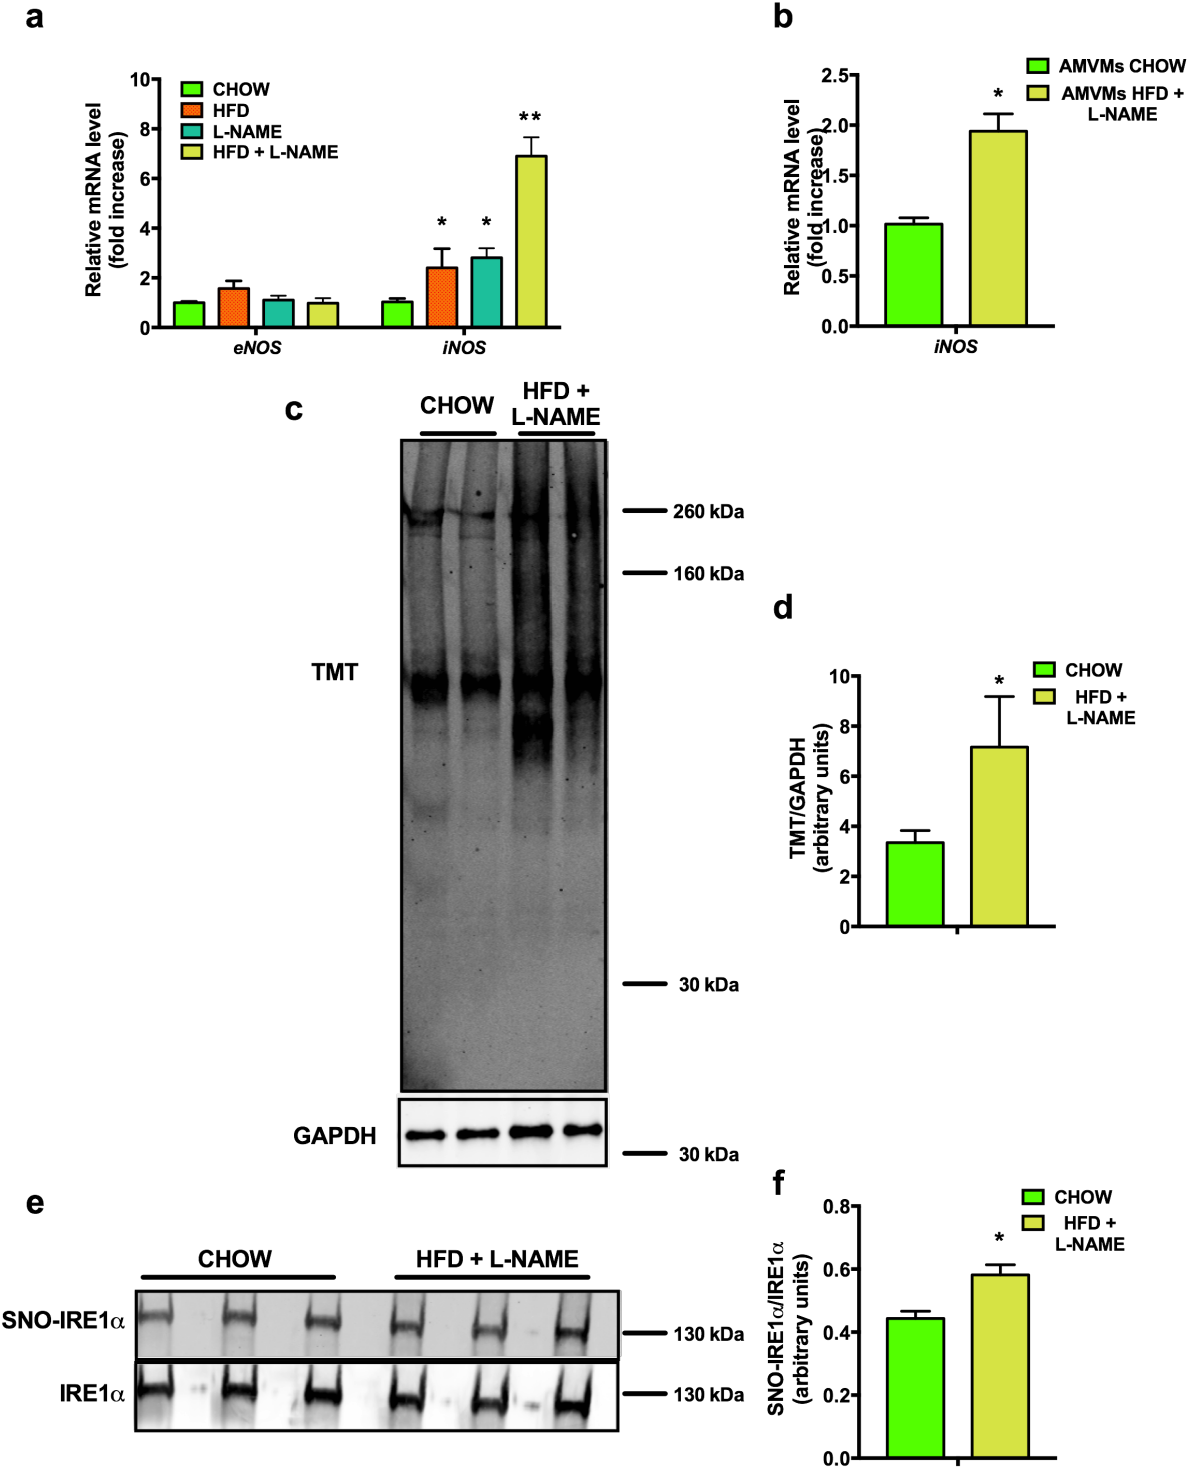 a
10
8
6
4
2
0
Relative mRNA level
(fold increase)
CHOW
HFD
L-NAME
HFD + L-NAME
*
*
**
eNOS
iNOS
b
2.5
2.0
1.5
1.0
0.5
0.0
Relative mRNA level
(fold increase)
AMVMs CHOW
AMVMs HFD +
L-NAME
*
iNOS
c
CHOW
HFD +
L-NAME
260 kDa
160 kDa
TMT
30 kDa
GAPDH
30 kDa
d
10
8
6
4
2
0
TMT/GAPDH
(arbitrary units)
CHOW
HFD +
L-NAME
*
e
CHOW
HFD + L-NAME
SNO-IRE1α
130 kDa
IRE1α
130 kDa
f
0.8
0.6
0.4
0.2
0.0
SNO-IRE1α/IRE1α
(arbitrary units)
CHOW
HFD +
L-NAME
*